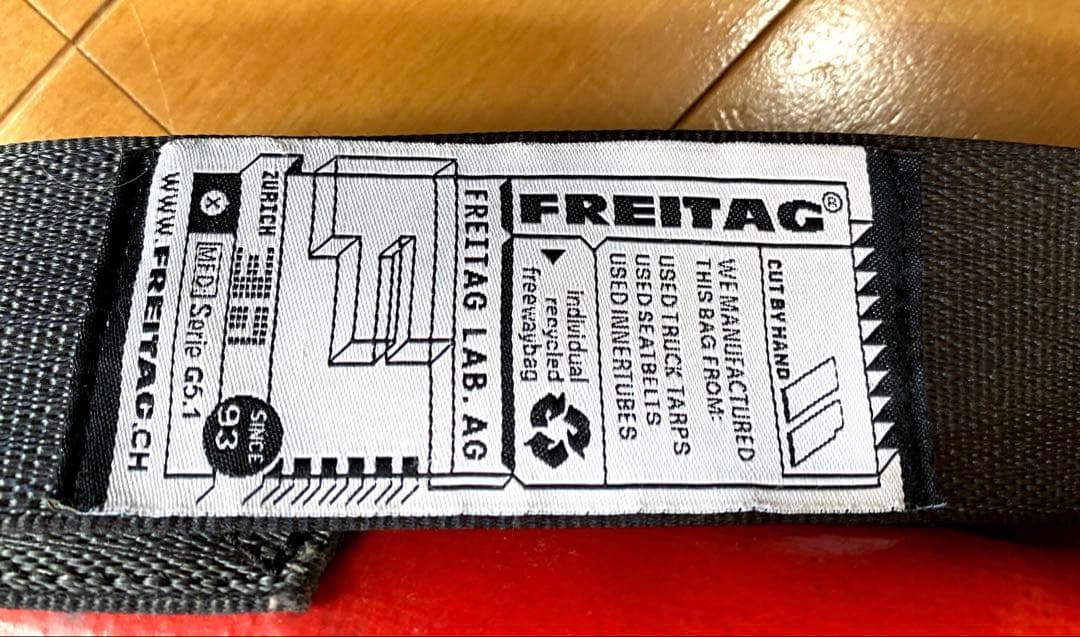 FREITAG®
CUT BY HAND
WE MANUFACTURED
THIS BAG FROM:
USED TRUCK TARPS
USED SEATBELTS
USED INNERTUBES
individual
recycled
freewaybag
FREITAG LAB. AG
ZÜRICH
SINCE
93
MFD: Serie G5.1
WWW.FREITAG.CH